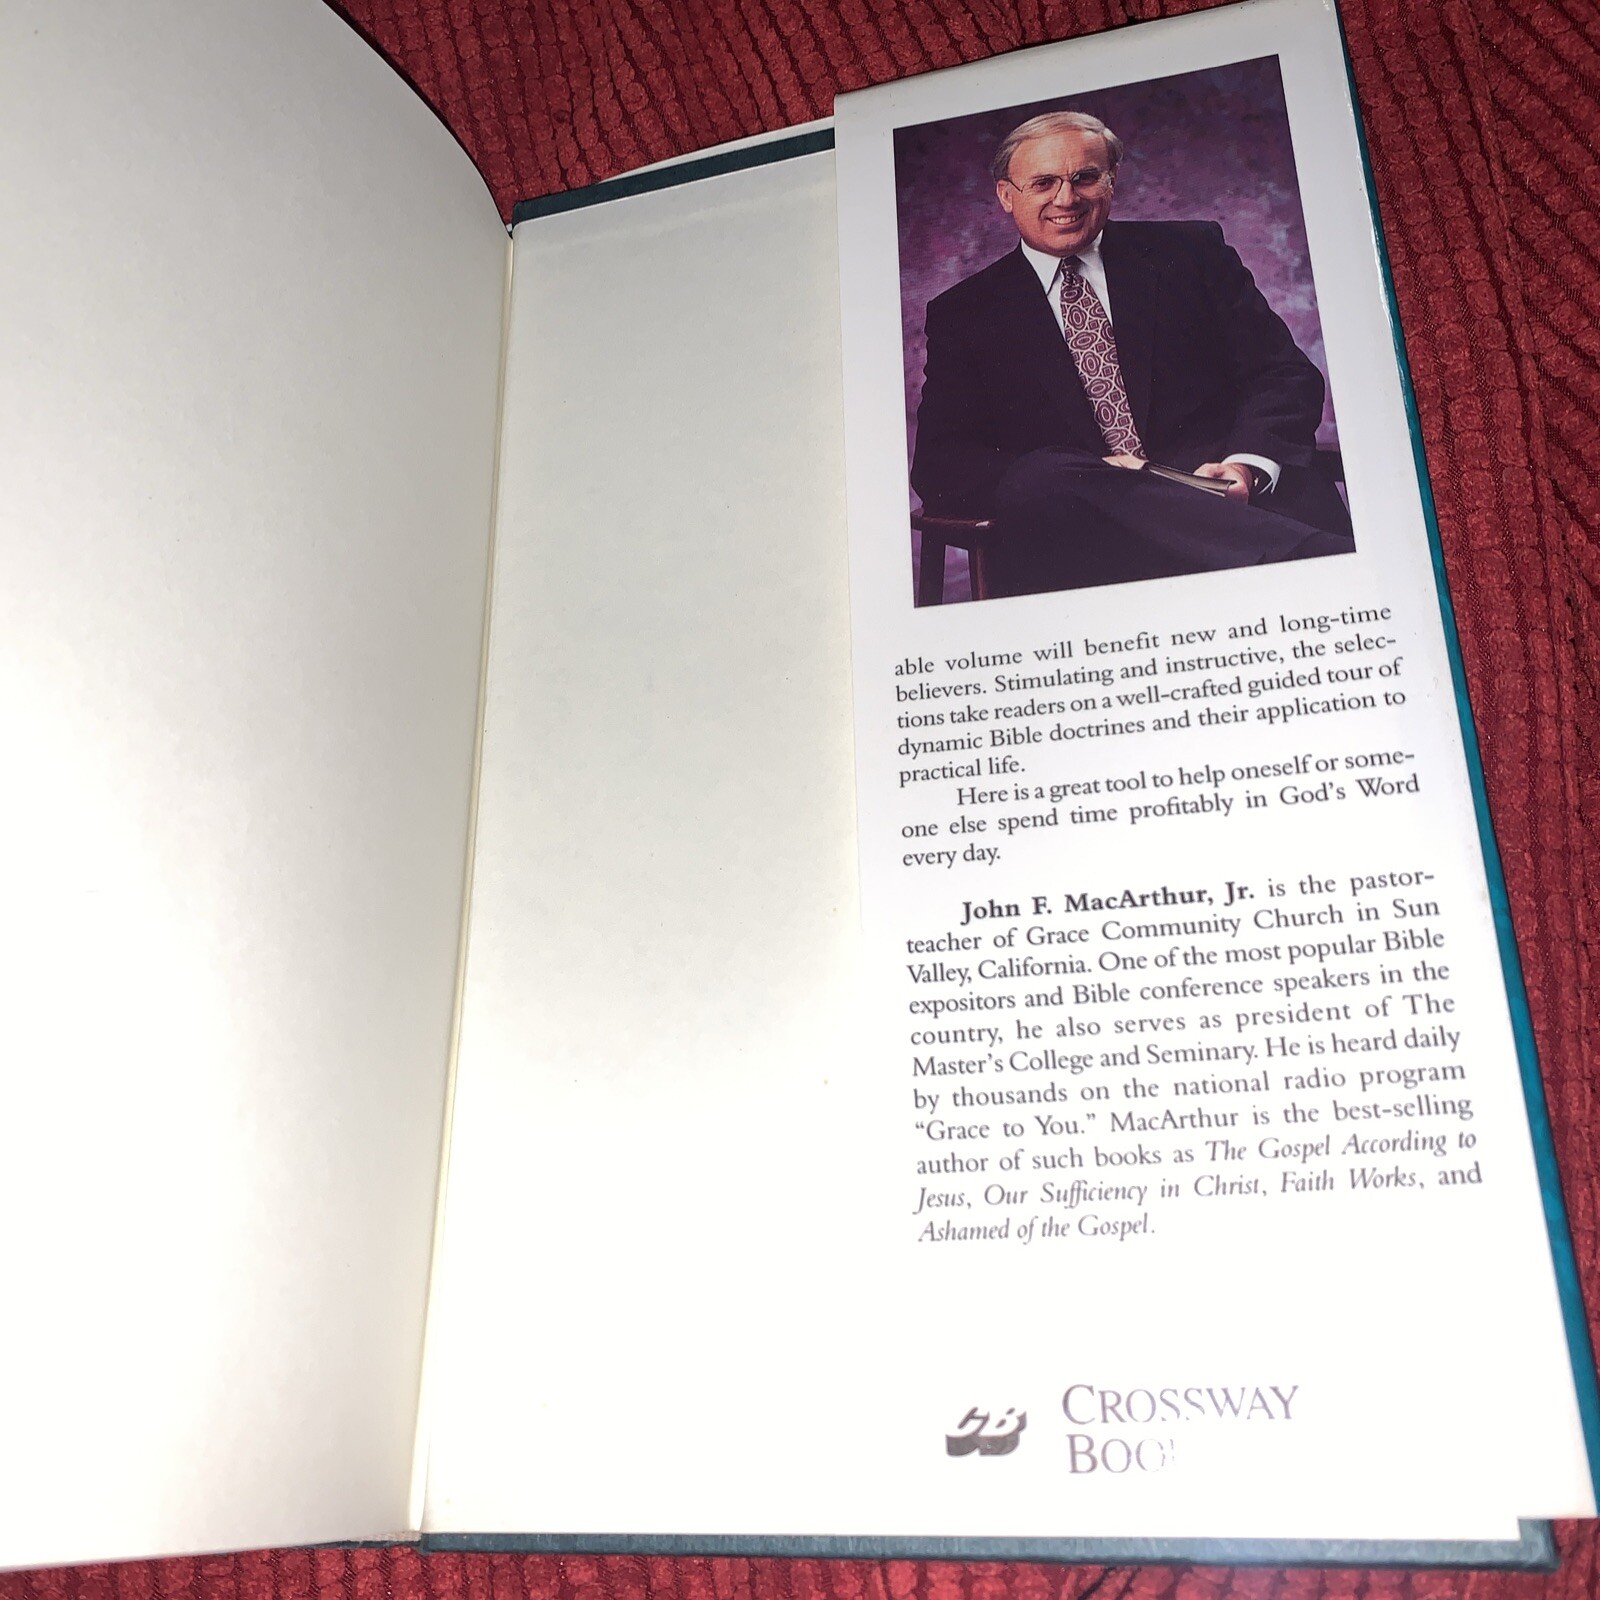 able volume will benefit new and long-time
believers. Stimulating and instructive, the selec-
tions take readers on a well-crafted guided tour of
dynamic Bible doctrines and their application to
practical life.
Here is a great tool to help oneself or some-
one else spend time profitably in God's Word
every day.
John F. MacArthur, Jr. is the pastor-
teacher of Grace Community Church in Sun
Valley, California. One of the most popular Bible
expositors and Bible conference speakers in the
country, he also serves as president of The
Master's College and Seminary. He is heard daily
by thousands on the national radio program
“Grace to You.” MacArthur is the best-selling
author of such books as The Gospel According to
Jesus, Our Sufficiency in Christ, Faith Works, and
Ashamed of the Gospel.
CROSSWAY